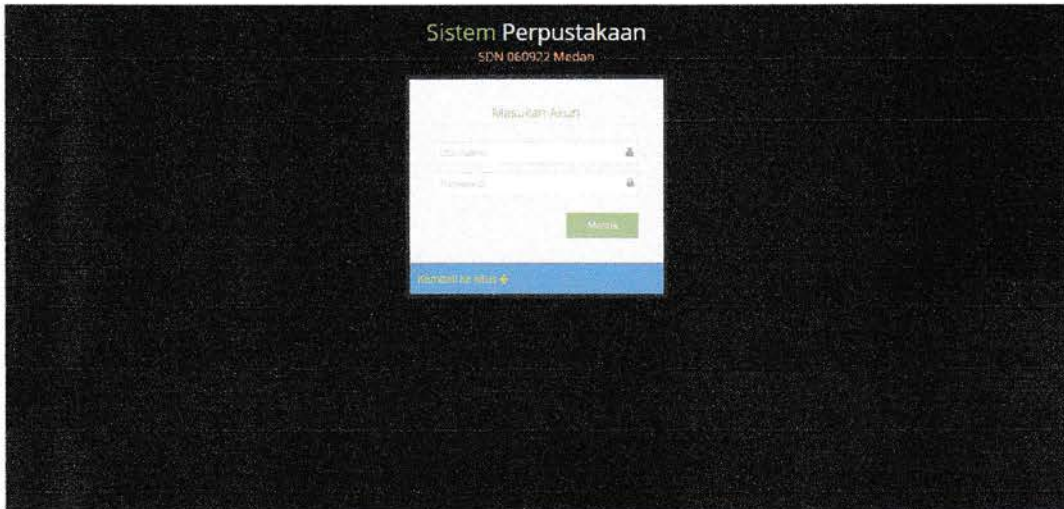 Sistem Perpustakaan
SDN 060922 Medan
Masukan Akun
Username
Password
Masuk
Kembali ke situs